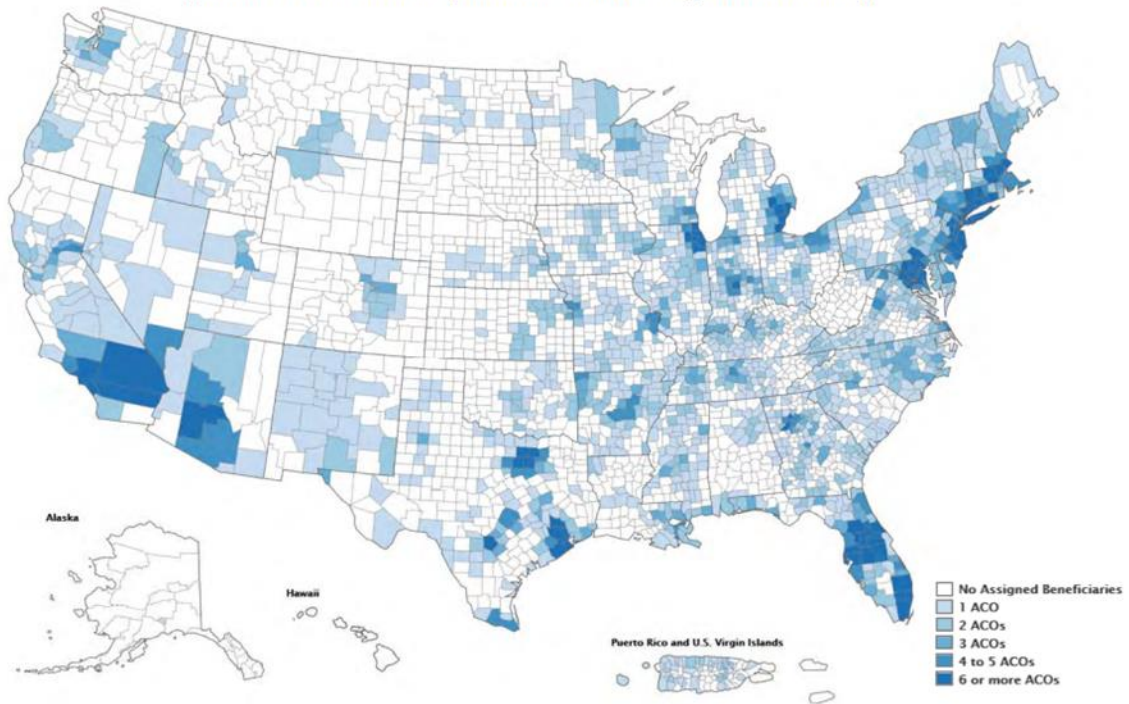 Alaska
Hawaii
Puerto Rico and U.S. Virgin Islands
No Assigned Beneficiaries
1 ACO
2 ACOs
3 ACOs
4 to 5 ACOs
6 or more ACOs